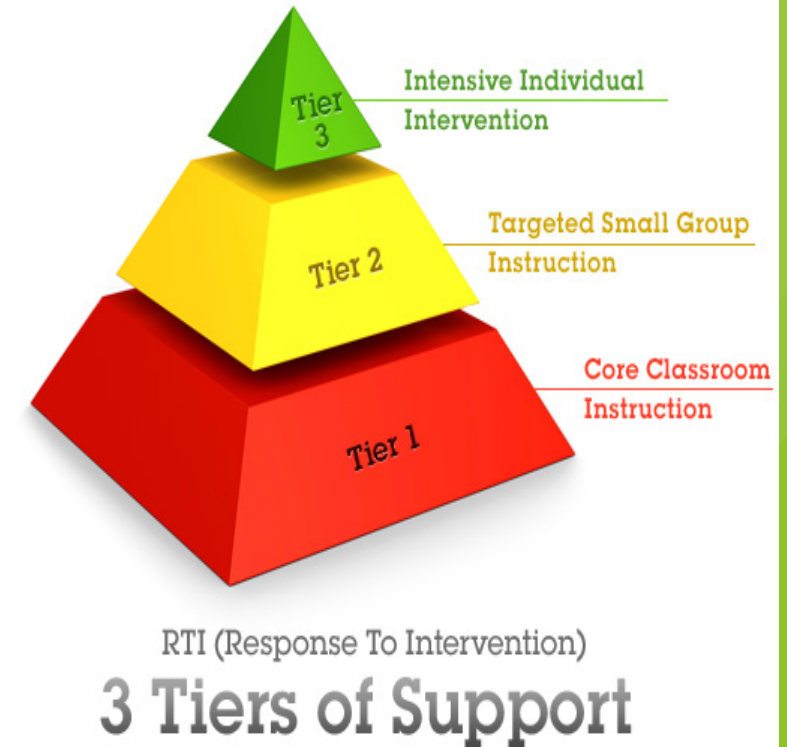 Tier
3
Intensive Individual
Intervention
Tier 2
Targeted Small Group
Instruction
Tier 1
Core Classroom
Instruction
RTI (Response To Intervention)
3 Tiers of Support